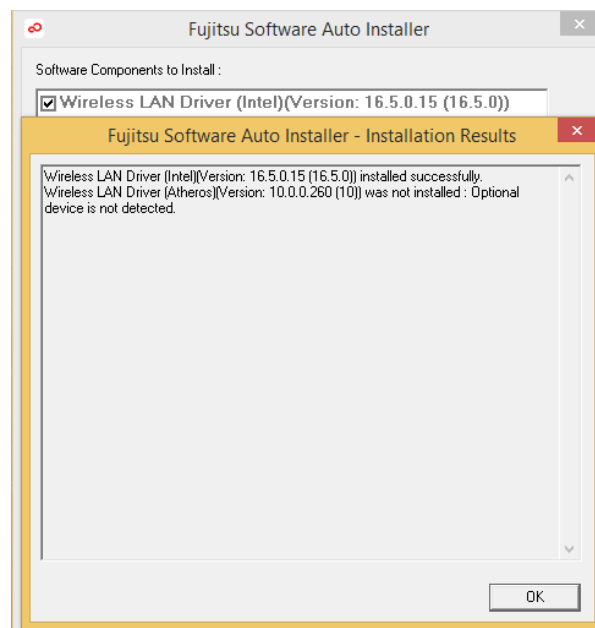 Fujitsu Software Auto Installer
Software Components to Install :
Wireless LAN Driver (Intel)(Version: 16.5.0.15 (16.5.0))
Fujitsu Software Auto Installer - Installation Results
Wireless LAN Driver (Intel)(Version: 16.5.0.15 (16.5.0)) installed successfully.
Wireless LAN Driver (Atheros)(Version: 10.0.0.260 (10)) was not installed : Optional
device is not detected.
OK